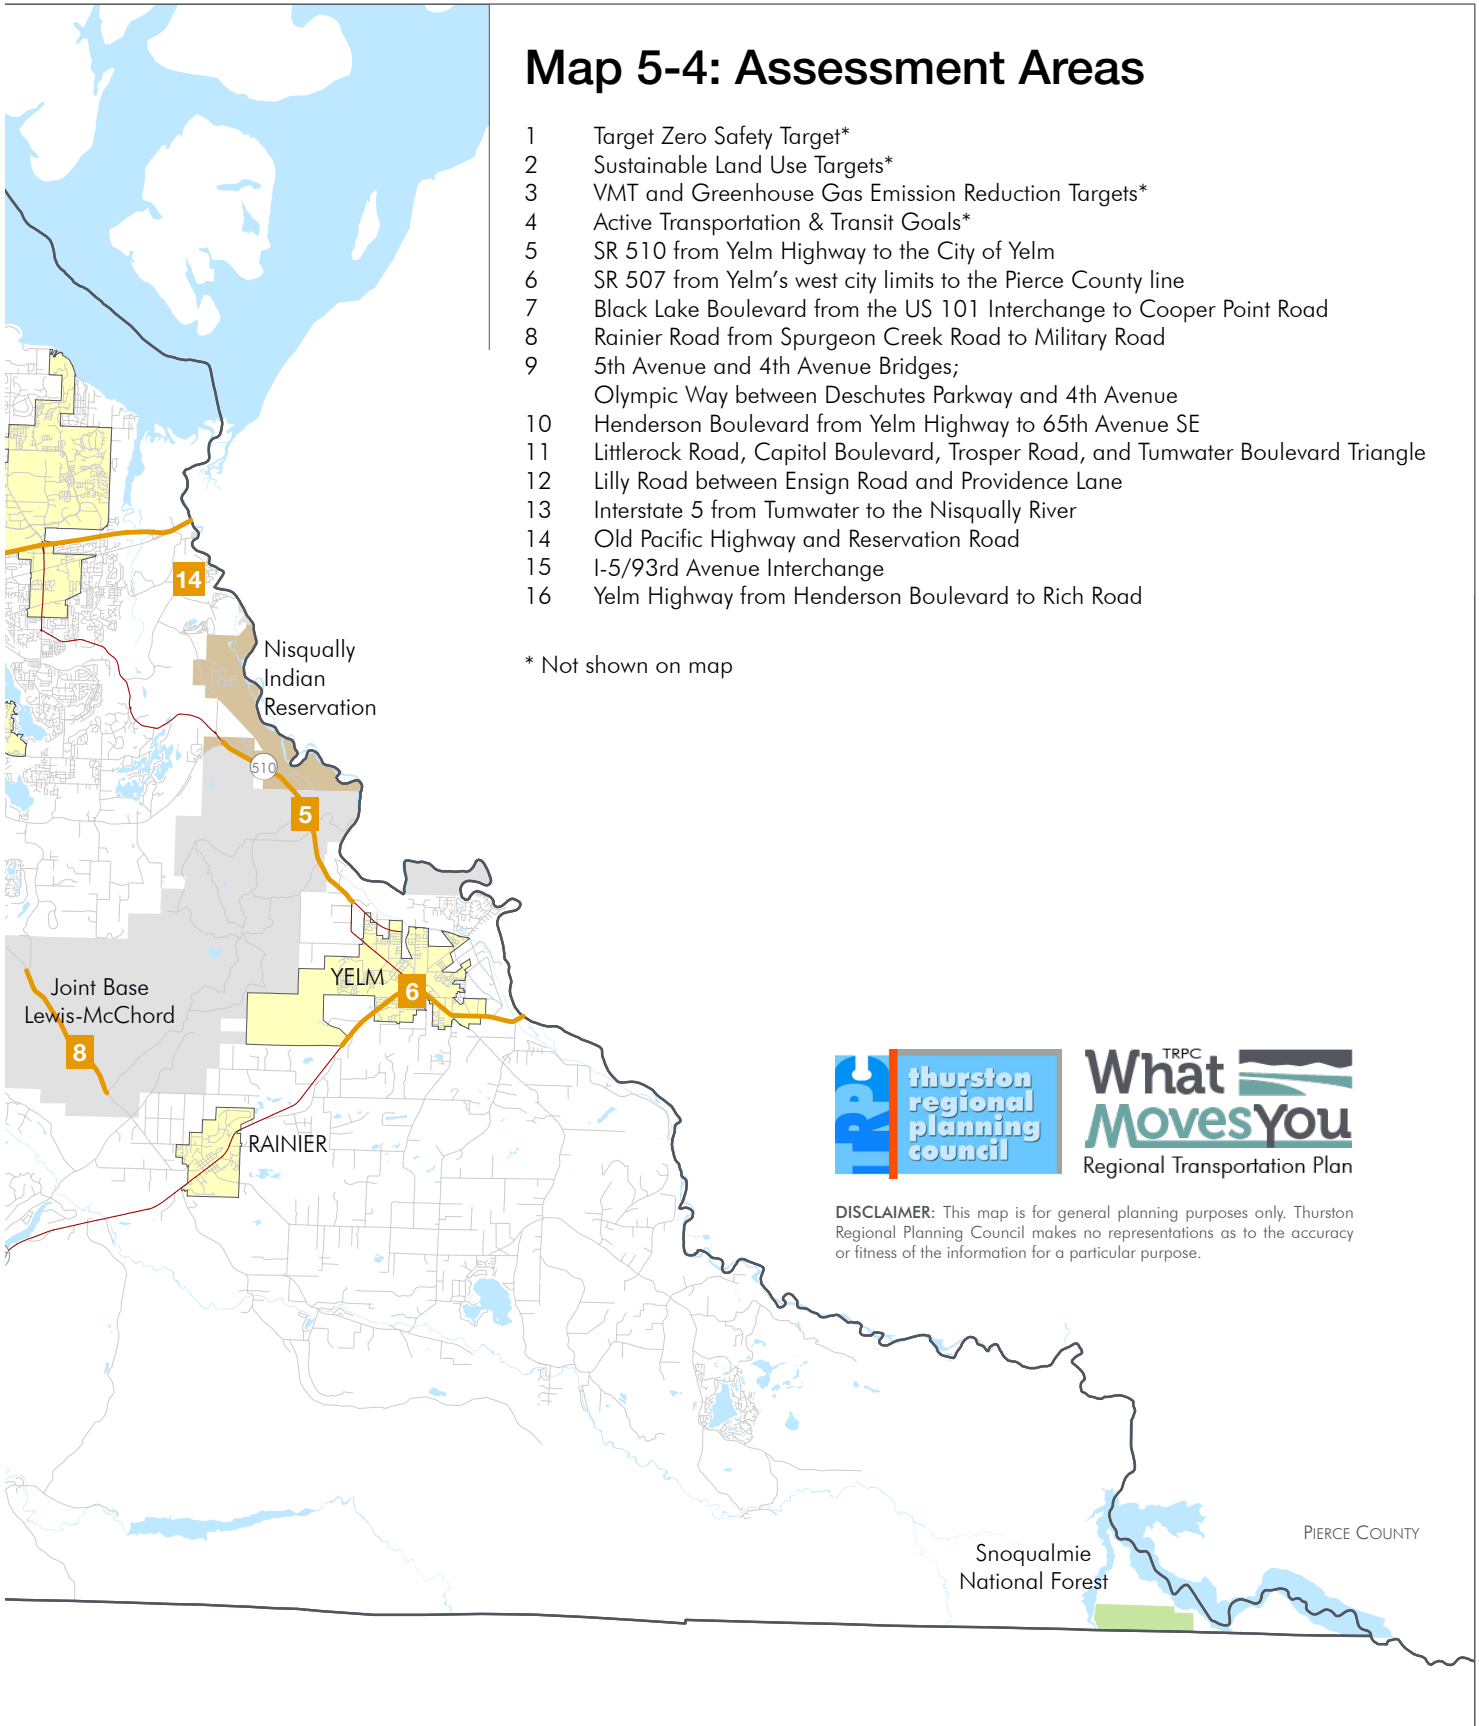 Map 5-4: Assessment Areas
1 Target Zero Safety Target*
2 Sustainable Land Use Targets*
3 VMT and Greenhouse Gas Emission Reduction Targets*
4 Active Transportation & Transit Goals*
5 SR 510 from Yelm Highway to the City of Yelm
6 SR 507 from Yelm’s west city limits to the Pierce County line
7 Black Lake Boulevard from the US 101 Interchange to Cooper Point Road
8 Rainier Road from Spurgeon Creek Road to Military Road
9 5th Avenue and 4th Avenue Bridges;
Olympic Way between Deschutes Parkway and 4th Avenue
10 Henderson Boulevard from Yelm Highway to 65th Avenue SE
11 Littlerock Road, Capitol Boulevard, Trosper Road, and Tumwater Boulevard Triangle
12 Lilly Road between Ensign Road and Providence Lane
13 Interstate 5 from Tumwater to the Nisqually River
14 Old Pacific Highway and Reservation Road
15 I-5/93rd Avenue Interchange
16 Yelm Highway from Henderson Boulevard to Rich Road
* Not shown on map
14
Nisqually
Indian
Reservation
510
5
YELM
6
Joint Base
Lewis-McChord
8
RAINIER
TRPC
thurston
regional
planning
council
TRPC
What
MovesYou
Regional Transportation Plan
DISCLAIMER: This map is for general planning purposes only. Thurston
Regional Planning Council makes no representations as to the accuracy
or fitness of the information for a particular purpose.
PIERCE COUNTY
Snoqualmie
National Forest